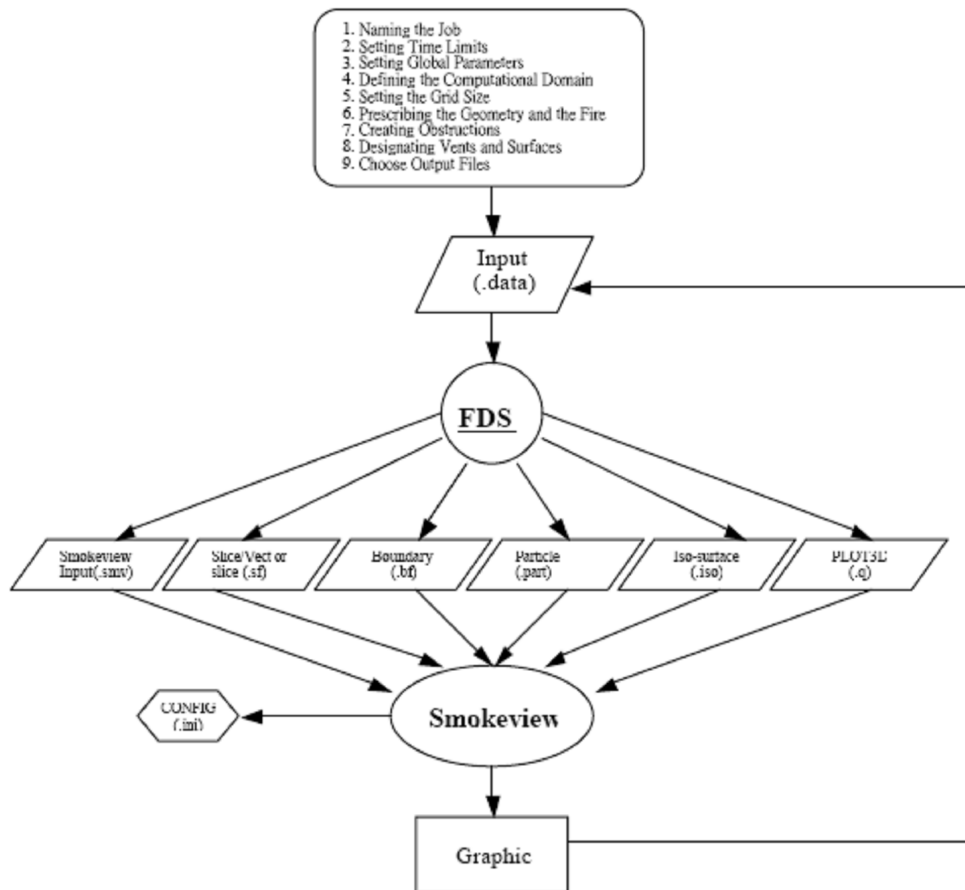 1. Naming the Job
2. Setting Time Limits
3. Setting Global Parameters
4. Defining the Computational Domain
5. Setting the Grid Size
6. Prescribing the Geometry and the Fire
7. Creating Obstructions
8. Designating Vents and Surfaces
9. Choose Output Files
Input
(.data)
FDS
Smokeview
Input(.smv)
Slice/Vect or
slice (.sf)
Boundary
(.bf)
Particle
(.part)
Iso-surface
(.iso)
PLOT3D
(.q)
CONFIG
(.ini)
Smokeview
Graphic